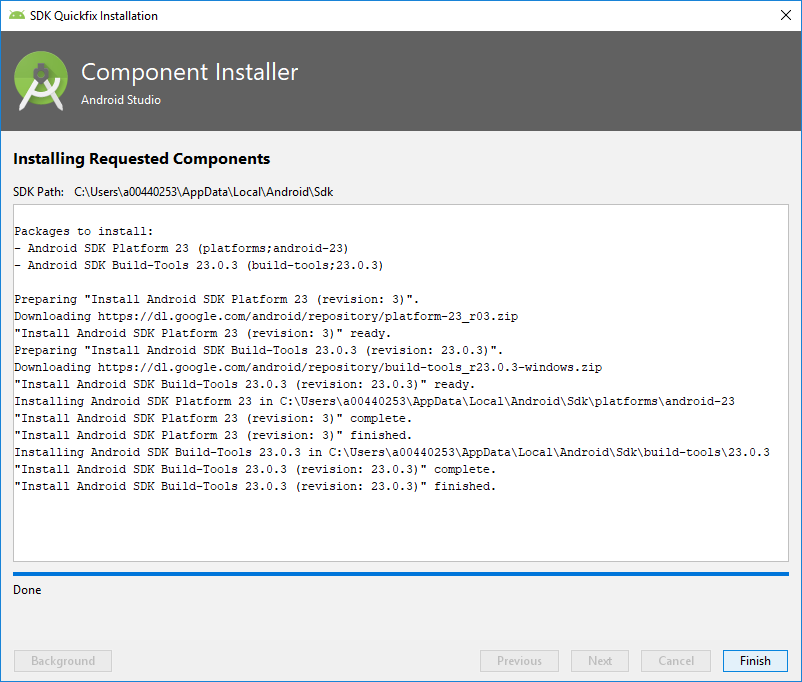 SDK Quickfix Installation
Component Installer
Android Studio
Installing Requested Components
SDK Path: C:\Users\a00440253\AppData\Local\Android\Sdk
Packages to install:
- Android SDK Platform 23 (platforms;android-23)
- Android SDK Build-Tools 23.0.3 (build-tools;23.0.3)
Preparing "Install Android SDK Platform 23 (revision: 3)".
Downloading https://dl.google.com/android/repository/platform-23_r03.zip
"Install Android SDK Platform 23 (revision: 3)" ready.
Preparing "Install Android SDK Build-Tools 23.0.3 (revision: 23.0.3)".
Downloading https://dl.google.com/android/repository/build-tools_r23.0.3-windows.zip
"Install Android SDK Build-Tools 23.0.3 (revision: 23.0.3)" ready.
Installing Android SDK Platform 23 in C:\Users\a00440253\AppData\Local\Android\Sdk\platforms\android-23
"Install Android SDK Platform 23 (revision: 3)" complete.
"Install Android SDK Platform 23 (revision: 3)" finished.
Installing Android SDK Build-Tools 23.0.3 in C:\Users\a00440253\AppData\Local\Android\Sdk\build-tools\23.0.3
"Install Android SDK Build-Tools 23.0.3 (revision: 23.0.3)" complete.
"Install Android SDK Build-Tools 23.0.3 (revision: 23.0.3)" finished.
Done
Background Previous Next Cancel Finish